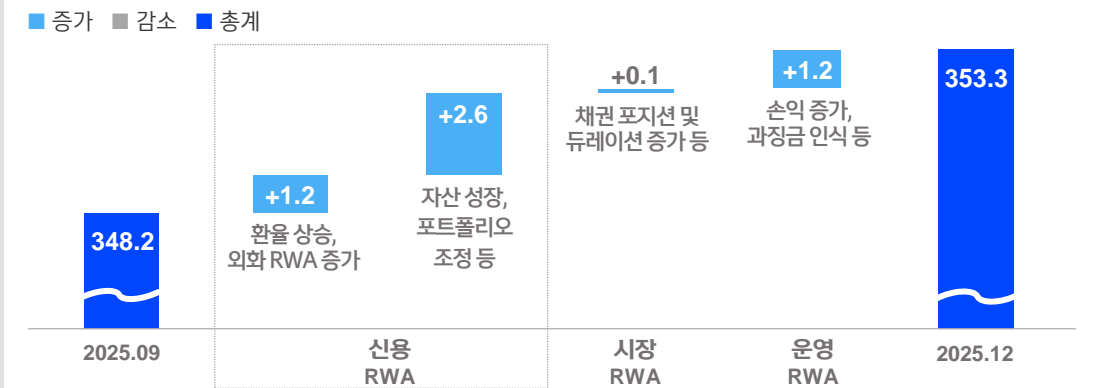 증가 감소 총계
348.2
+1.2
환율 상승,
외화 RWA 증가
+2.6
자산 성장,
포트폴리오
조정 등
+0.1
채권 포지션 및
듀레이션 증가 등
+1.2
손익 증가,
과징금 인식 등
353.3
2025.09
신용
RWA
시장
RWA
운영
RWA
2025.12